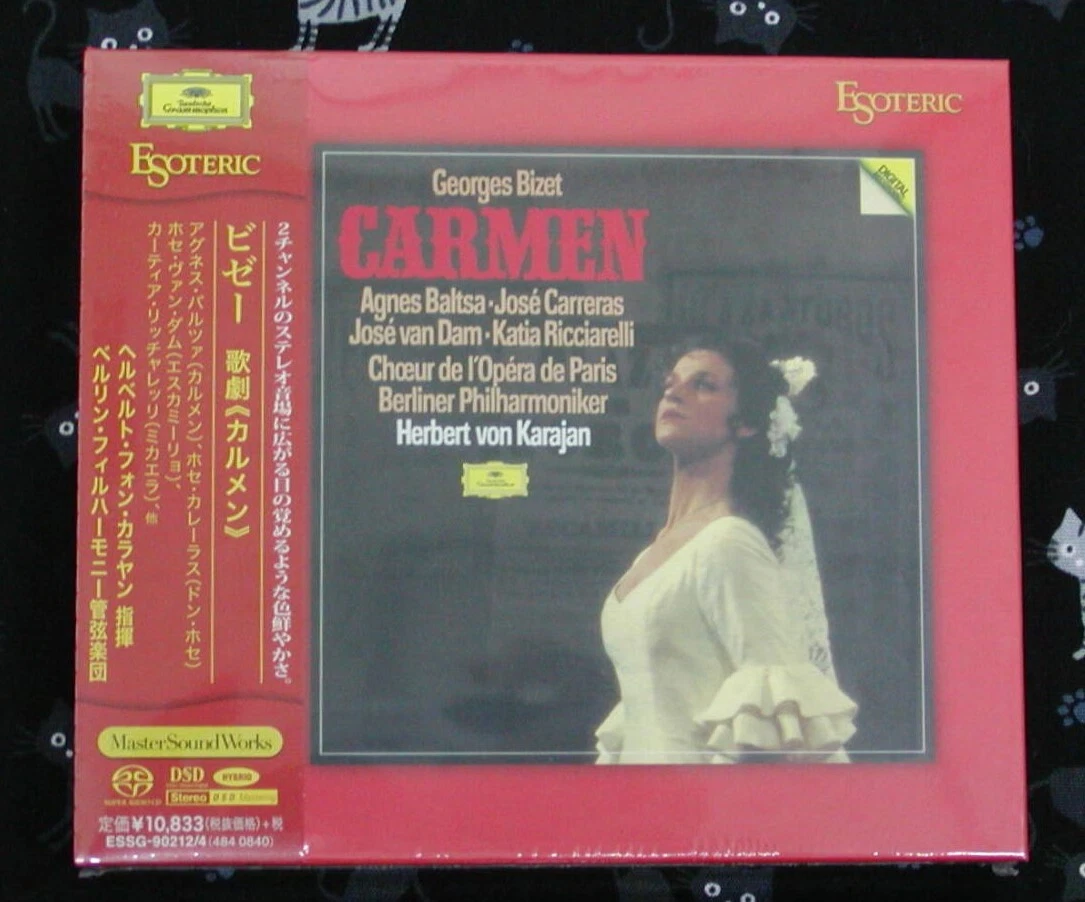 Deutsche
Grammophon
ESOTERIC
2チャンネルのステレオ音場に広がる目の覚めるような色鮮やかさ。
ビゼー 歌劇《カルメン》
アグネス・バルツァ(カルメン)、ホセ・カレーラス(ドン・ホセ)
ホセ・ヴァン・ダム(エスカミーリョ)、
カーティア・リッチャレッリ(ミカエラ)、他
ヘルベルト・フォン・カラヤン 指揮
ベルリン・フィルハーモニー管弦楽団
MasterSoundWorks
SUPER AUDIO CD
DSD
HYBRID
Stereo
DSD Mastering
定価¥10,833(税抜価格)+税
ESSG-90212/4(484 0840)
ESOTERIC
DIGITAL
Georges Bizet
CARMEN
Agnes Baltsa·José Carreras
José van Dam·Katia Ricciarelli
Chœur de l'Opéra de Paris
Berliner Philharmoniker
Herbert von Karajan